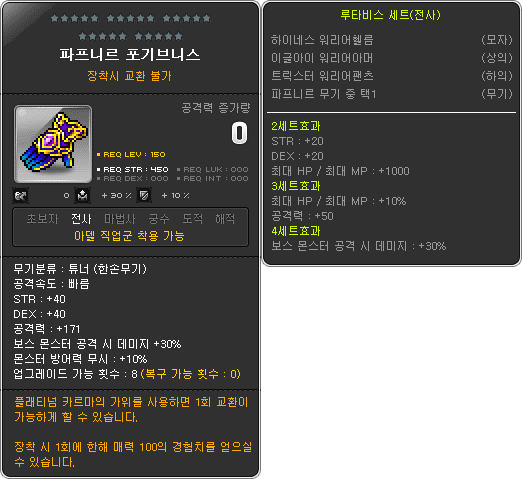 파프니르 포기브니스
장착시 교환 불가
공격력 증가량
0
REQ LEV : 150
REQ STR : 450
REQ LUK : 000
REQ DEX : 000
REQ INT : 000
0
+ 30 %
+ 10 %
초보자 전사 마법사 궁수 도적 해적
아델 직업군 착용 가능
무기분류 : 튜너 (한손무기)
공격속도 : 빠름
STR : +40
DEX : +40
공격력 : +171
보스 몬스터 공격 시 데미지 +30%
몬스터 방어력 무시 : +10%
업그레이드 가능 횟수 : 8 (복구 가능 횟수 : 0)
플래티넘 카르마의 가위를 사용하면 1회 교환이
가능하게 할 수 있습니다.
장착 시 1회에 한해 매력 100의 경험치를 얻으실
수 있습니다.
루타비스 세트(전사)
하이네스 워리어헬름 (모자)
이글아이 워리어아머 (상의)
트릭스터 워리어팬츠 (하의)
파프니르 무기 중 택1 (무기)
2세트효과
STR : +20
DEX : +20
최대 HP / 최대 MP : +1000
3세트효과
최대 HP / 최대 MP : +10%
공격력 : +50
4세트효과
보스 몬스터 공격 시 데미지 : +30%